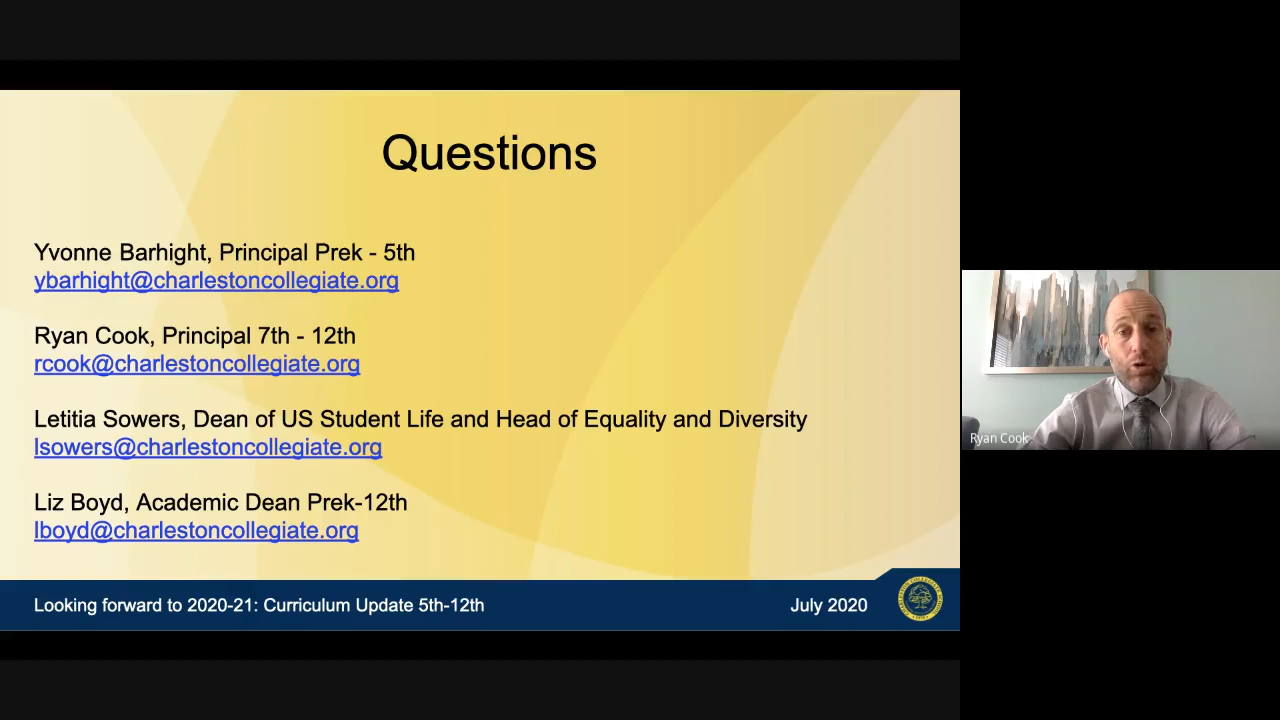 Questions
Yvonne Barhight, Principal Prek - 5th
ybarhight@charlestoncollegiate.org
Ryan Cook, Principal 7th - 12th
rcook@charlestoncollegiate.org
Letitia Sowers, Dean of US Student Life and Head of Equality and Diversity
lsowers@charlestoncollegiate.org
Liz Boyd, Academic Dean Prek-12th
lboyd@charlestoncollegiate.org
Looking forward to 2020-21: Curriculum Update 5th-12th
July 2020
Ryan Cook